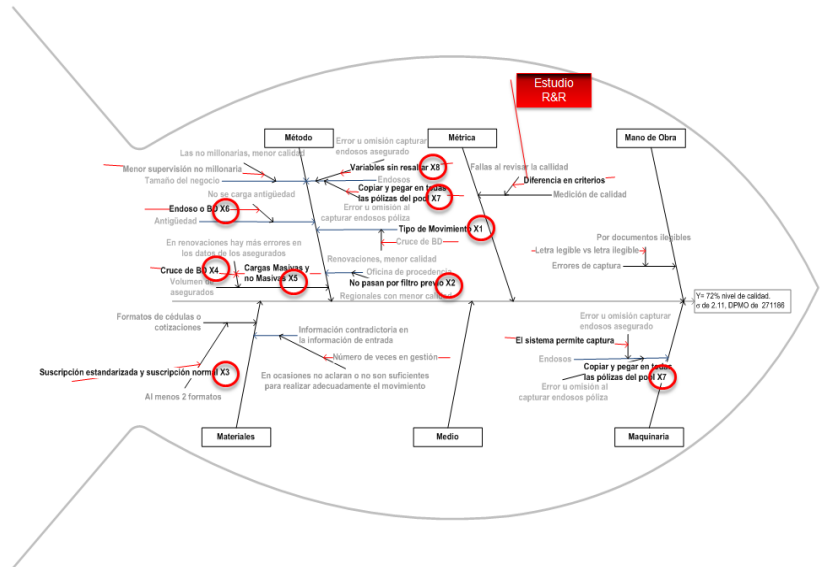 Estudio
R&R
Método
Métrica
Mano de Obra
Las no millonarias, menor calidad
Menor supervisión no millonaria
Tamaño del negocio
No se carga antigüedad
Endoso o BD X6
Antigüedad
En renovaciones hay más errores en
los datos de los asegurados
Cruce de BD X4
Cargas Masivas y
no Masivas X5
Volumen de
asegurados
Error u omisión capturar
endosos asegurado
Variables sin resaltar X8
Endosos
Copiar y pegar en todas
las pólizas del pool X7
Error u omisión al
capturar endosos póliza
Tipo de Movimiento X1
Cruce de BD
Renovaciones, menor calidad
Oficina de procedencia
No pasan por filtro previo X2
Regionales con menor calidad
Fallas al revisar la callidad
Diferencia en criterios
Medición de calidad
Por documentos ilegibles
Letra legible vs letra ilegible
Errores de captura
Y= 72% nivel de calidad.
σ de 2.11, DPMO de 271166
Formatos de cédulas o
cotizaciones
Suscripción estandarizada y suscripción normal X3
Al menos 2 formatos
Información contradictoria en
la información de entrada
Número de veces en gestión
En ocasiones no aclaran o no son suficientes
para realizar adecuadamente el movimiento
Error u omisión capturar
endosos asegurado
El sistema permite captura
Endosos
Copiar y pegar en todas
las pólizas del pool X7
Error u omisión al
capturar endosos póliza
Materiales
Medio
Maquinaria